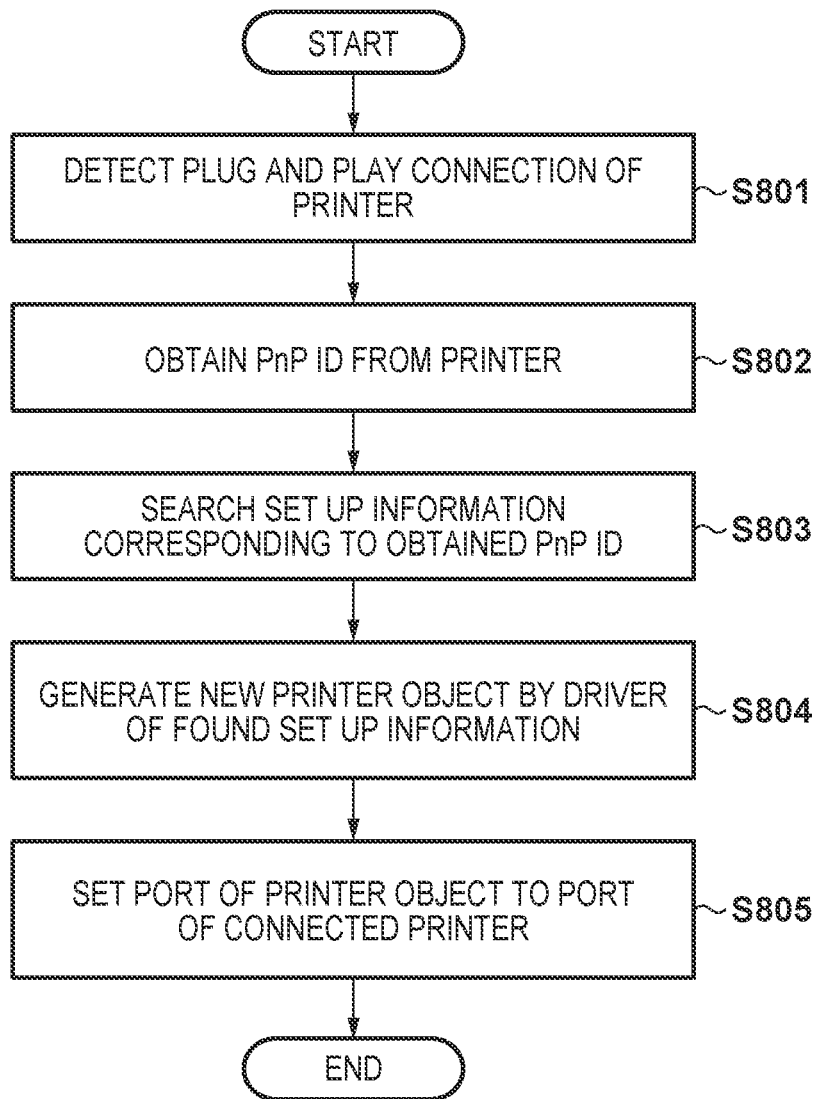 START
DETECT PLUG AND PLAY CONNECTION OF
PRINTER
S801
OBTAIN PnP ID FROM PRINTER
S802
SEARCH SET UP INFORMATION
CORRESPONDING TO OBTAINED PnP ID
S803
GENERATE NEW PRINTER OBJECT BY DRIVER
OF FOUND SET UP INFORMATION
S804
SET PORT OF PRINTER OBJECT TO PORT
OF CONNECTED PRINTER
S805
END